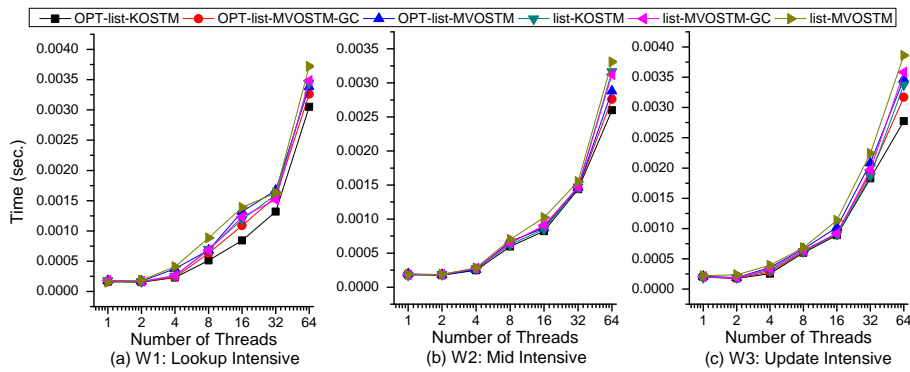 OPT-list-KOSTM OPT-list-MVOSTM-GC OPT-list-MVOSTM list-KOSTM list-MVOSTM-GC list-MVOSTM
Time (sec.)
0.0040
0.0035
0.0030
0.0025
0.0020
0.0015
0.0010
0.0005
0.0000
1 2 4 8 16 32 64
Number of Threads
(a) W1: Lookup Intensive
0.0035
0.0030
0.0025
0.0020
0.0015
0.0010
0.0005
0.0000
1 2 4 8 16 32 64
Number of Threads
(b) W2: Mid Intensive
0.0040
0.0035
0.0030
0.0025
0.0020
0.0015
0.0010
0.0005
0.0000
1 2 4 8 16 32 64
Number of Threads
(c) W3: Update Intensive